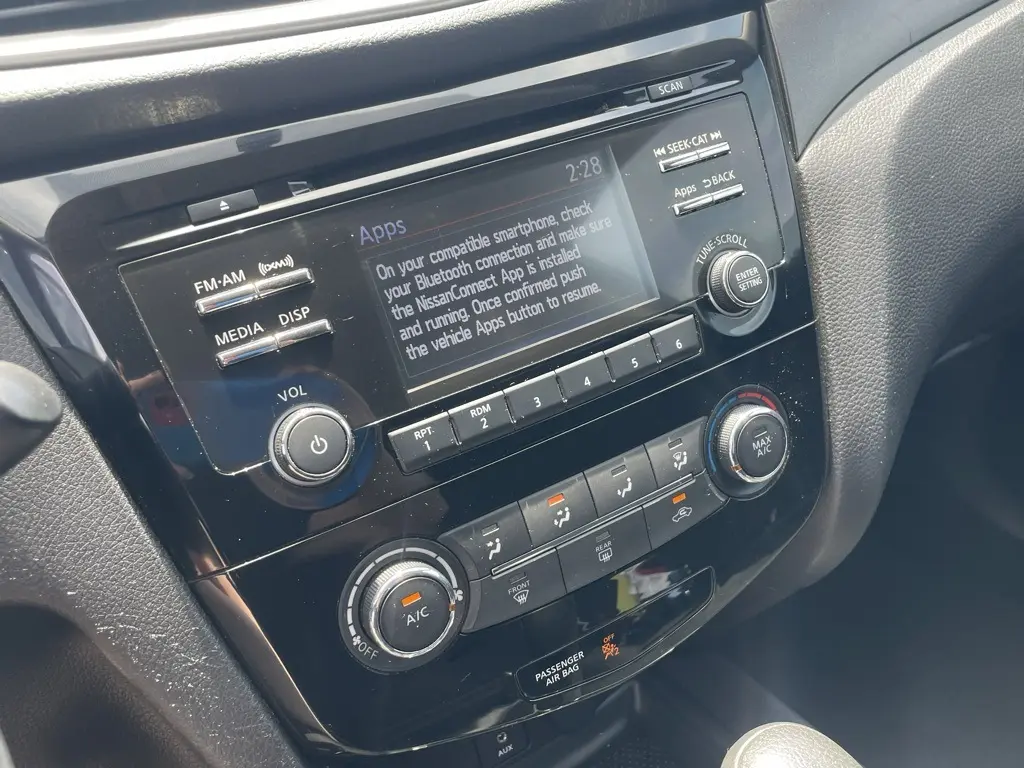 SCAN
SEEK·CAT
Apps BACK
TUNE·SCROLL
ENTER
SETTING
2:28
Apps
On your compatible smartphone, check
your Bluetooth connection and make sure
the NissanConnect App is installed
and running. Once confirmed push
the vehicle Apps button to resume.
FM·AM (((XM)))
MEDIA DISP
VOL
RPT
1
RDM
2
3
4
5
6
MAX
A/C
A/C
OFF
FRONT
REAR
PASSENGER
AIR BAG
OFF
2
AUX